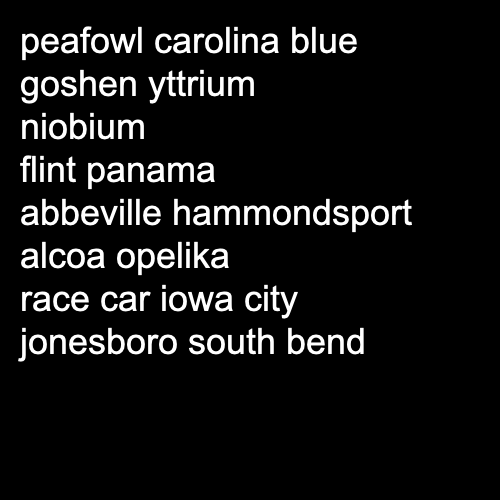 peafowl carolina blue
goshen yttrium
niobium
flint panama
abbeville hammondsport
alcoa opelika
race car iowa city
jonesboro south bend